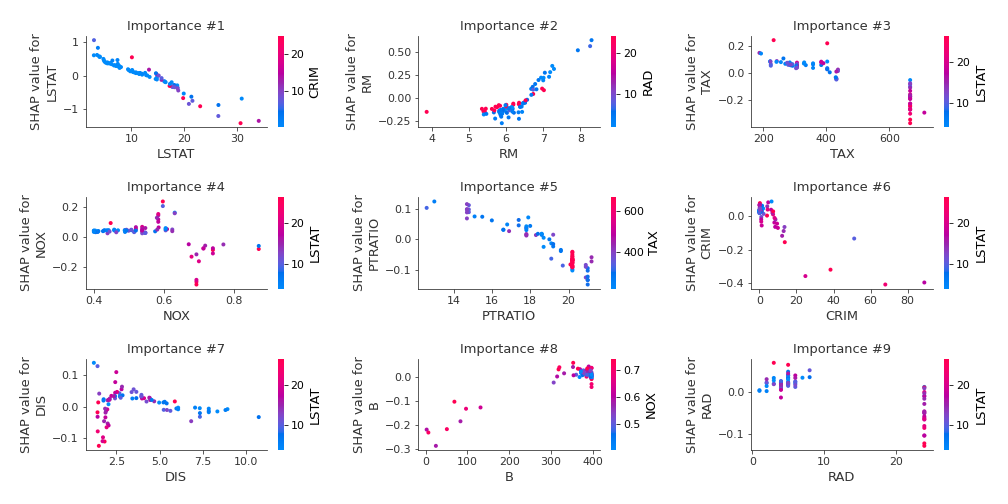 Importance #1
Importance #2
Importance #3
SHAP value for
LSTAT
1
0
−1
10
20
30
LSTAT
20
10
CRIM
SHAP value for
RM
0.50
0.25
0.00
−0.25
4
5
6
7
8
RM
20
10
RAD
SHAP value for
TAX
0.2
0.0
−0.2
200
400
600
TAX
20
10
LSTAT
Importance #4
Importance #5
Importance #6
SHAP value for
NOX
0.2
0.0
−0.2
0.4
0.6
0.8
NOX
20
10
LSTAT
SHAP value for
PTRATIO
0.1
0.0
−0.1
14
16
18
20
PTRATIO
600
400
TAX
SHAP value for
CRIM
0.0
−0.2
−0.4
0
20
40
60
80
CRIM
20
10
LSTAT
Importance #7
Importance #8
Importance #9
SHAP value for
DIS
0.1
0.0
−0.1
2.5
5.0
7.5
10.0
DIS
20
10
LSTAT
SHAP value for
B
0.0
−0.1
−0.2
−0.3
0
100
200
300
400
B
0.7
0.6
0.5
NOX
SHAP value for
RAD
0.0
−0.1
0
10
20
RAD
20
10
LSTAT